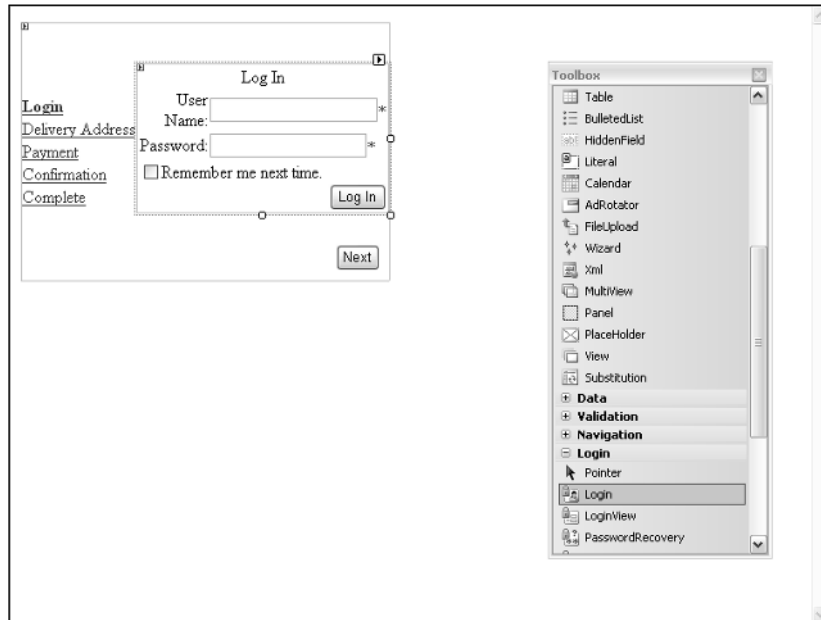 Log In
User
Name:
*
Login
Delivery Address
Password:
*
Payment
Remember me next time.
Confirmation
Complete
Log In
Next
Toolbox
Table
BulletedList
HiddenField
Literal
Calendar
AdRotator
FileUpload
Wizard
Xml
MultiView
Panel
PlaceHolder
View
Substitution
Data
Validation
Navigation
Login
Pointer
Login
LoginView
PasswordRecovery